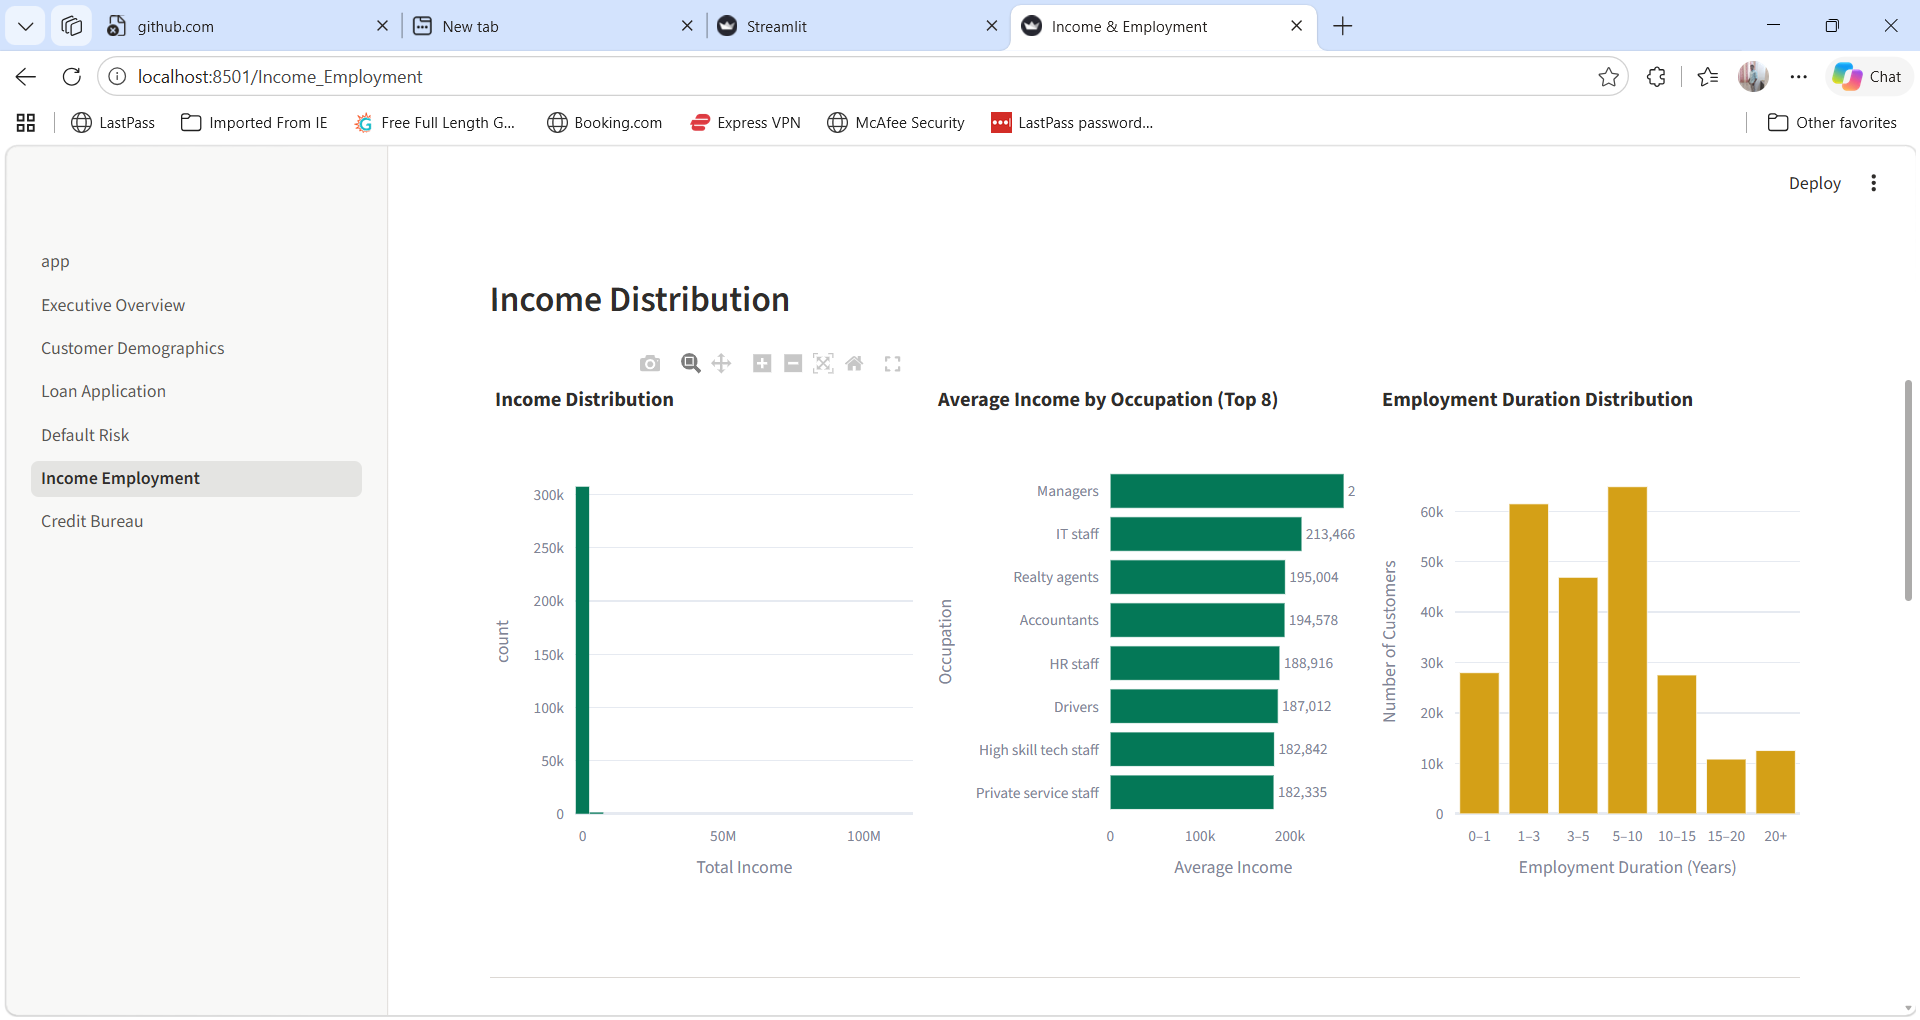 github.com
New tab
Streamlit
Income & Employment
localhost:8501/Income_Employment
Chat
LastPass
Imported From IE
Free Full Length G...
Booking.com
Express VPN
McAfee Security
LastPass password...
Other favorites
Deploy
app
Executive Overview
Customer Demographics
Loan Application
Default Risk
Income Employment
Credit Bureau
Income Distribution
Income Distribution
300k
250k
200k
150k
100k
50k
0
count
0
50M
100M
Total Income
Average Income by Occupation (Top 8)
Occupation
Managers
2
IT staff
213,466
Realty agents
195,004
Accountants
194,578
HR staff
188,916
Drivers
187,012
High skill tech staff
182,842
Private service staff
182,335
0
100k
200k
Average Income
Employment Duration Distribution
Number of Customers
60k
50k
40k
30k
20k
10k
0
0–1
1–3
3–5
5–10
10–15
15–20
20+
Employment Duration (Years)